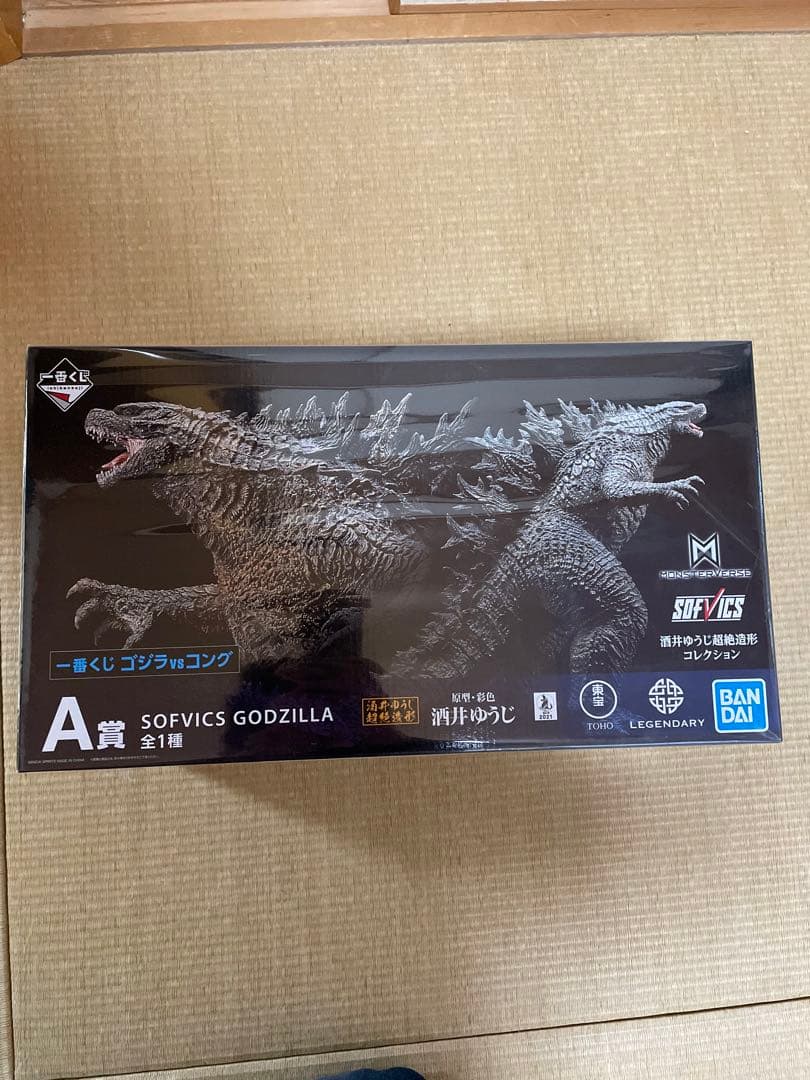 一番くじ
MONSTERVERSE
SOFVICS
酒井ゆうじ超絶造形
コレクション
一番くじ ゴジラvsコング
A賞
SOFVICS GODZILLA
全1種
酒井ゆうじ
超絶造形
原型・彩色
酒井ゆうじ
2021
東宝
TOHO
LEGENDARY
BAN
DAI